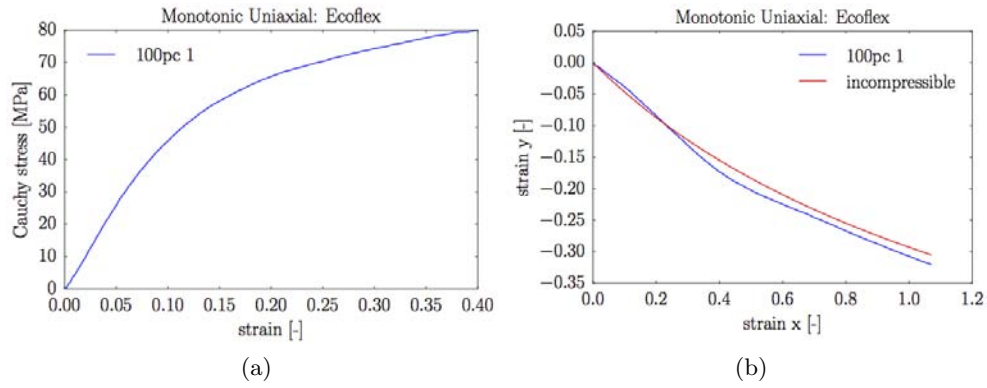 Monotonic Uniaxial: Ecoflex
100pc 1
Cauchy stress [MPa]
80
70
60
50
40
30
20
10
0
0.00 0.05 0.10 0.15 0.20 0.25 0.30 0.35 0.40
strain [-]
(a)
Monotonic Uniaxial: Ecoflex
100pc 1
incompressible
strain y [-]
0.05
0.00
−0.05
−0.10
−0.15
−0.20
−0.25
−0.30
−0.35
0.0 0.2 0.4 0.6 0.8 1.0 1.2
strain x [-]
(b)